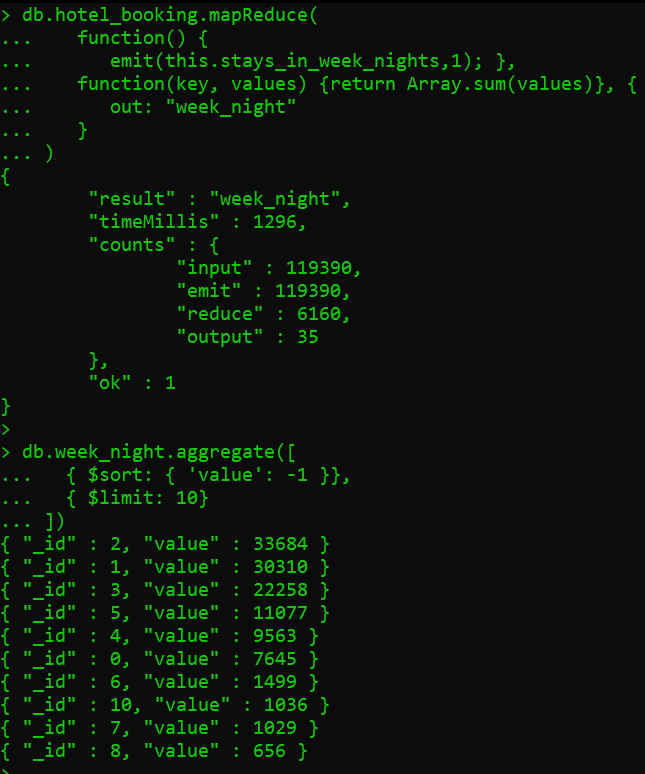 > db.hotel_booking.mapReduce(
...     function() {
...        emit(this.stays_in_week_nights,1); },
...     function(key, values) {return Array.sum(values)}, {
...        out: "week_night"
...     }
... )
{
        "result" : "week_night",
        "timeMillis" : 1296,
        "counts" : {
                "input" : 119390,
                "emit" : 119390,
                "reduce" : 6160,
                "output" : 35
        },
        "ok" : 1
}
>
> db.week_night.aggregate([
...    { $sort: { 'value': -1 }},
...    { $limit: 10}
... ])
{ "_id" : 2, "value" : 33684 }
{ "_id" : 1, "value" : 30310 }
{ "_id" : 3, "value" : 22258 }
{ "_id" : 5, "value" : 11077 }
{ "_id" : 4, "value" : 9563 }
{ "_id" : 0, "value" : 7645 }
{ "_id" : 6, "value" : 1499 }
{ "_id" : 10, "value" : 1036 }
{ "_id" : 7, "value" : 1029 }
{ "_id" : 8, "value" : 656 }